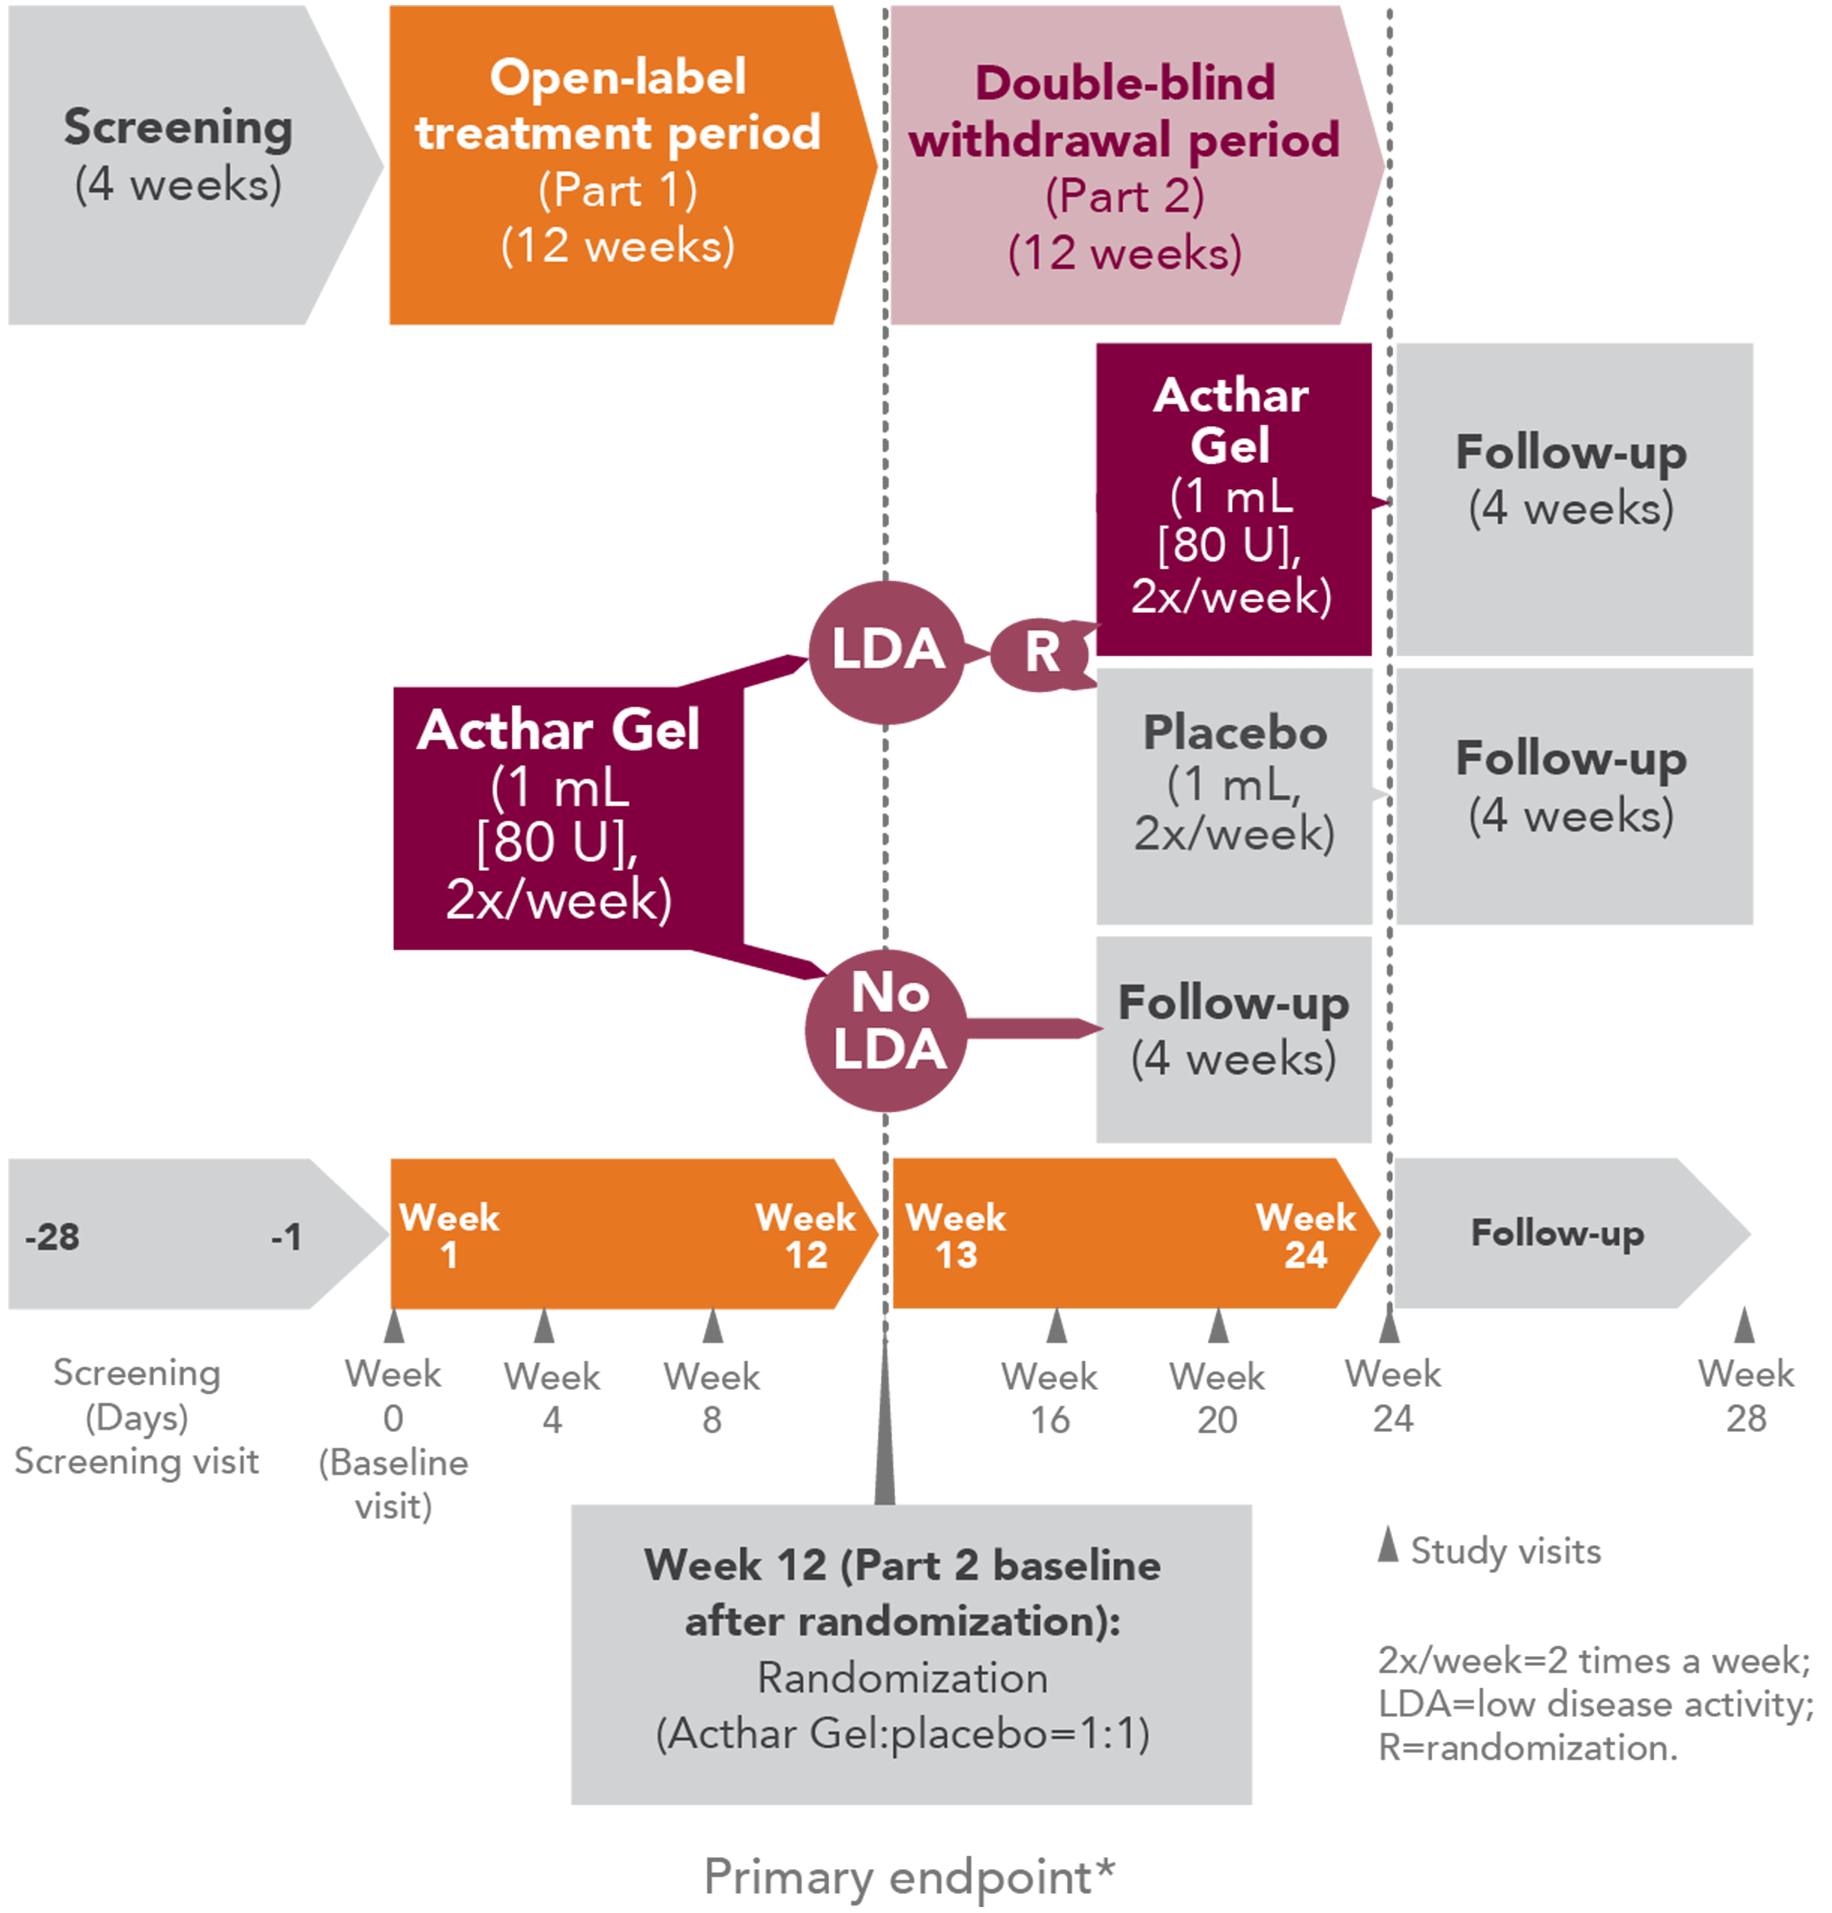 Screening
(4 weeks)
Open-label
treatment period
(Part 1)
(12 weeks)
Double-blind
withdrawal period
(Part 2)
(12 weeks)
Acthar
Gel
(1 mL
[80 U],
2x/week)
Follow-up
(4 weeks)
LDA
R
Acthar Gel
(1 mL
[80 U],
2x/week)
Placebo
(1 mL,
2x/week)
Follow-up
(4 weeks)
No
LDA
Follow-up
(4 weeks)
-28
-1
Week
1
Week
12
Week
13
Week
24
Follow-up
Screening
(Days)
Screening visit
Week
0
(Baseline
visit)
Week
4
Week
8
Week
16
Week
20
Week
24
Week
28
Week 12 (Part 2 baseline
after randomization):
Randomization
(Acthar Gel:placebo=1:1)
Study visits
2x/week=2 times a week;
LDA=low disease activity;
R=randomization.
Primary endpoint*